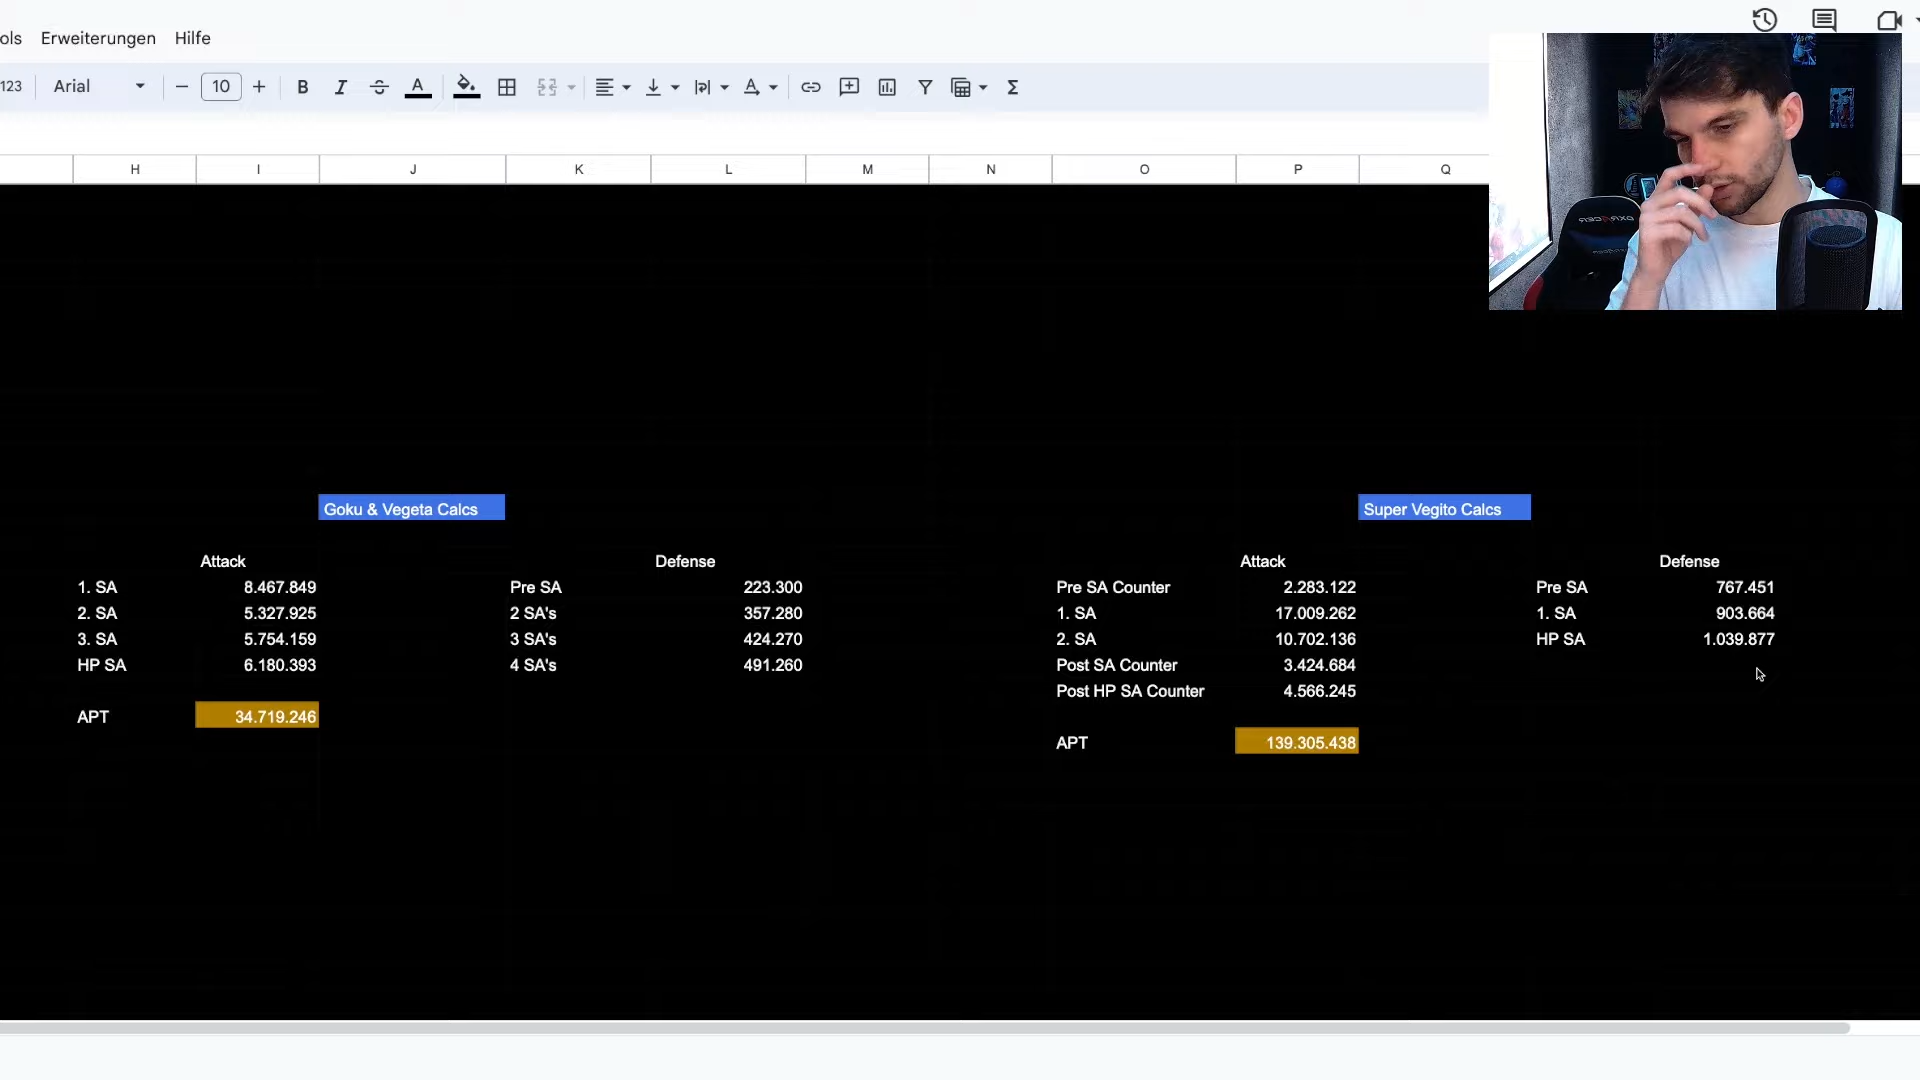 ols Erweiterungen Hilfe
123 Arial 10 B I S A A Σ
H I J K L M N O P Q
Goku & Vegeta Calcs
Attack Defense
1. SA 8.467.849 Pre SA 223.300
2. SA 5.327.925 2 SA's 357.280
3. SA 5.754.159 3 SA's 424.270
HP SA 6.180.393 4 SA's 491.260
APT 34.719.246
Super Vegito Calcs
Attack Defense
Pre SA Counter 2.283.122 Pre SA 767.451
1. SA 17.009.262 1. SA 903.664
2. SA 10.702.136 HP SA 1.039.877
Post SA Counter 3.424.684
Post HP SA Counter 4.566.245
APT 139.305.438